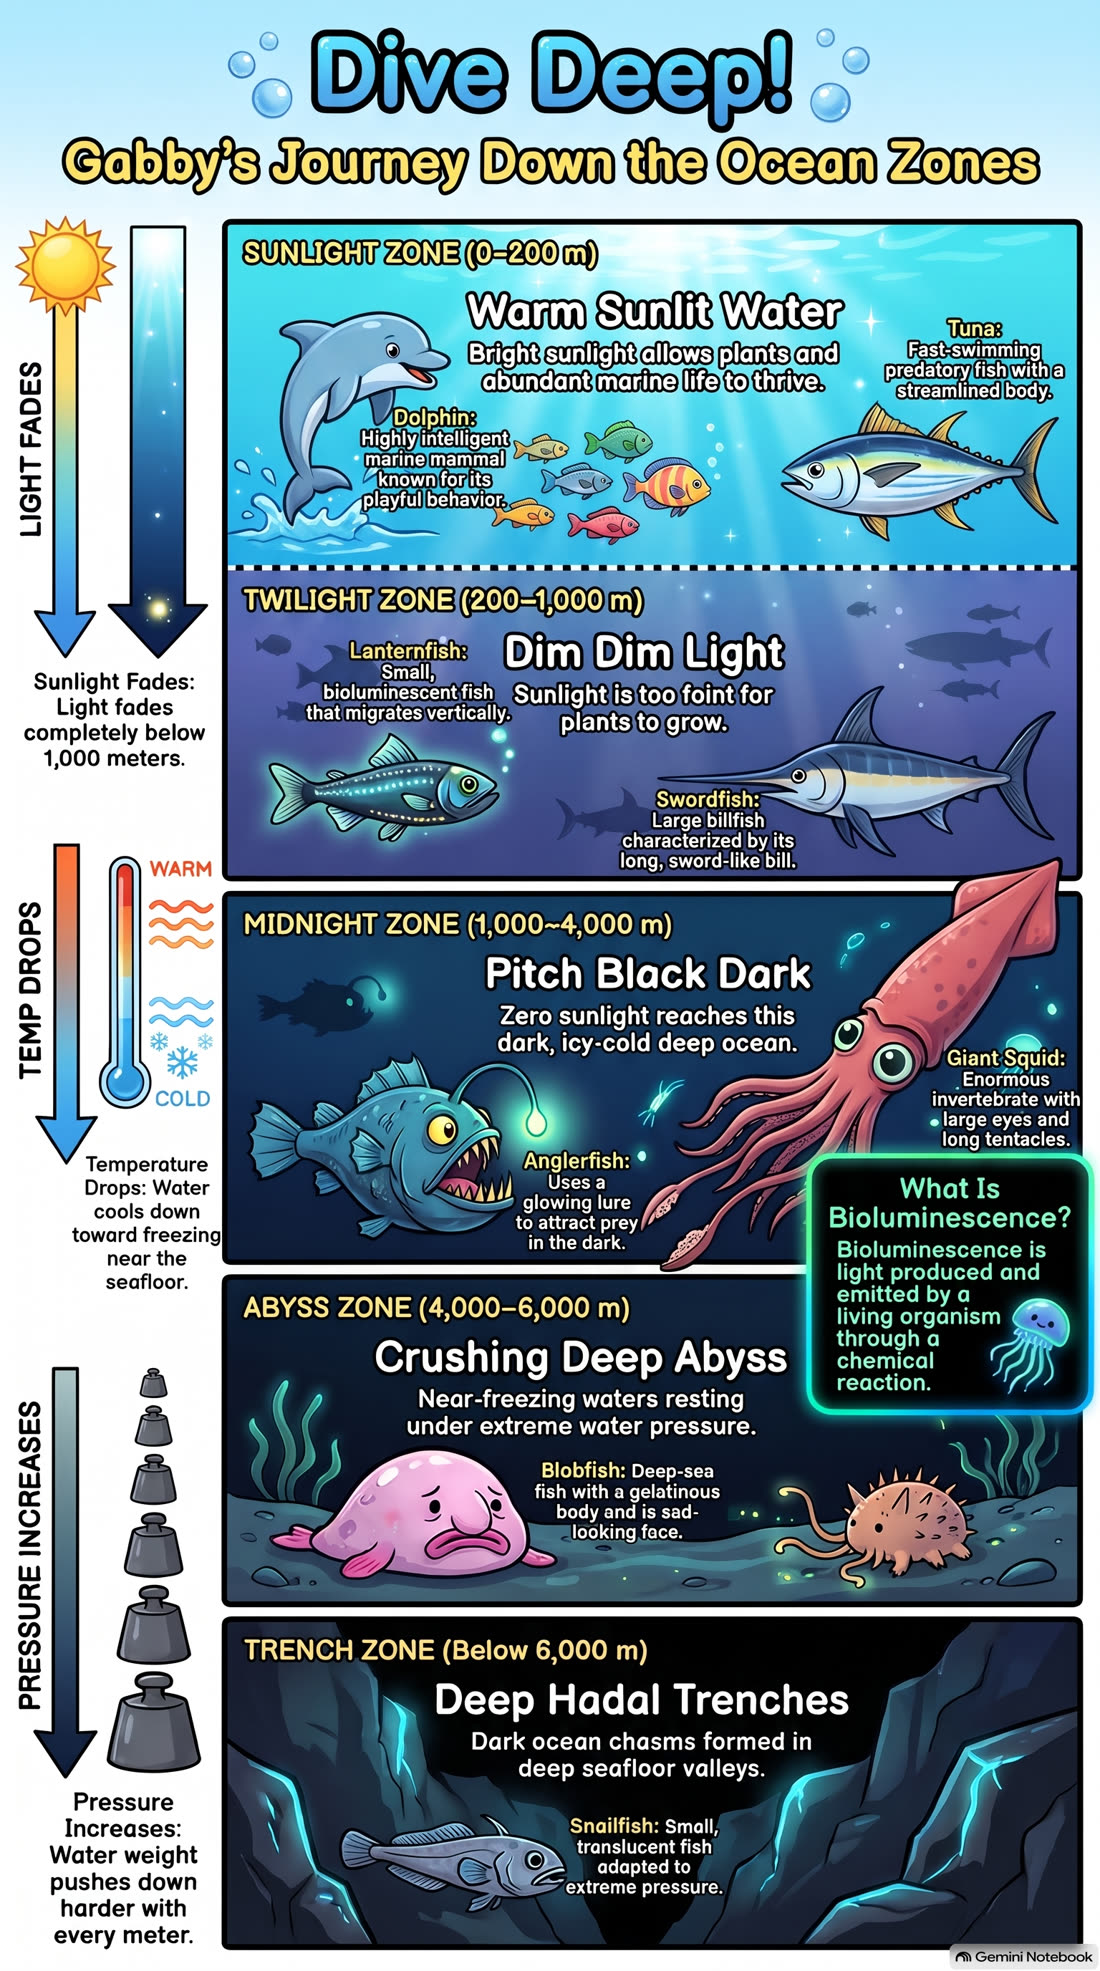 Dive Deep!
Gabby's Journey Down the Ocean Zones
LIGHT FADES
Sunlight Fades:
Light fades
completely below
1,000 meters.
SUNLIGHT ZONE (0–200 m)
Warm Sunlit Water
Bright sunlight allows plants and
abundant marine life to thrive.
Dolphin:
Highly intelligent
marine mammal
known for its
playful behavior.
Tuna:
Fast-swimming
predatory fish with a
streamlined body.
TWILIGHT ZONE (200–1,000 m)
Dim Dim Light
Sunlight is too foint for
plants to grow.
Lanternfish:
Small,
bioluminescent fish
that migrates vertically.
Swordfish:
Large billfish
characterized by its
long, sword-like bill.
TEMP DROPS
WARM
COLD
Temperature
Drops: Water
cools down
toward freezing
near the
seafloor.
MIDNIGHT ZONE (1,000~4,000 m)
Pitch Black Dark
Zero sunlight reaches this
dark, icy-cold deep ocean.
Anglerfish:
Uses a
glowing lure
to attract prey
in the dark.
Giant Squid:
Enormous
invertebrate with
large eyes and
long tentacles.
What Is
Bioluminescence?
Bioluminescence is
light produced and
emitted by a
living organism
through a
chemical
reaction.
PRESSURE INCREASES
Pressure
Increases:
Water weight
pushes down
harder with
every meter.
ABYSS ZONE (4,000–6,000 m)
Crushing Deep Abyss
Near-freezing waters resting
under extreme water pressure.
Blobfish: Deep-sea
fish with a gelatinous
body and is sad-
looking face.
TRENCH ZONE (Below 6,000 m)
Deep Hadal Trenches
Dark ocean chasms formed in
deep seafloor valleys.
Snailfish: Small,
translucent fish
adapted to
extreme pressure.
Gemini Notebook